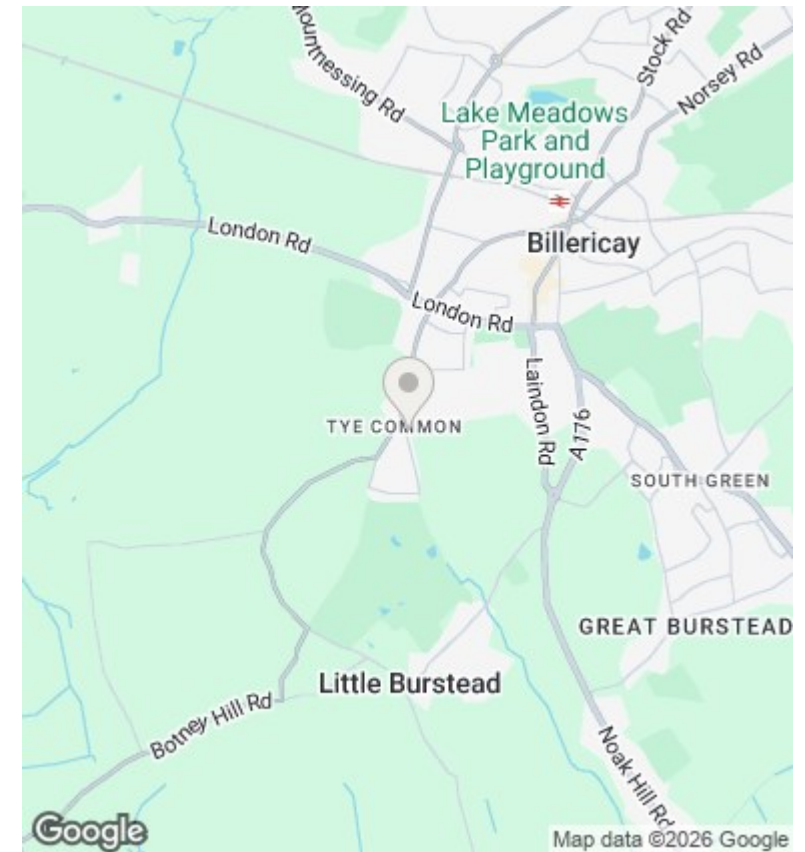 Mountnessing Rd
Stock Rd
Norsey Rd
Lake Meadows
Park and
Playground
Billericay
London Rd
London Rd
TYE COMMON
Laindon Rd
A176
SOUTH GREEN
GREAT BURSTEAD
Little Burstead
Botney Hill Rd
Noak Hill Rd
Google
Map data ©2026 Google